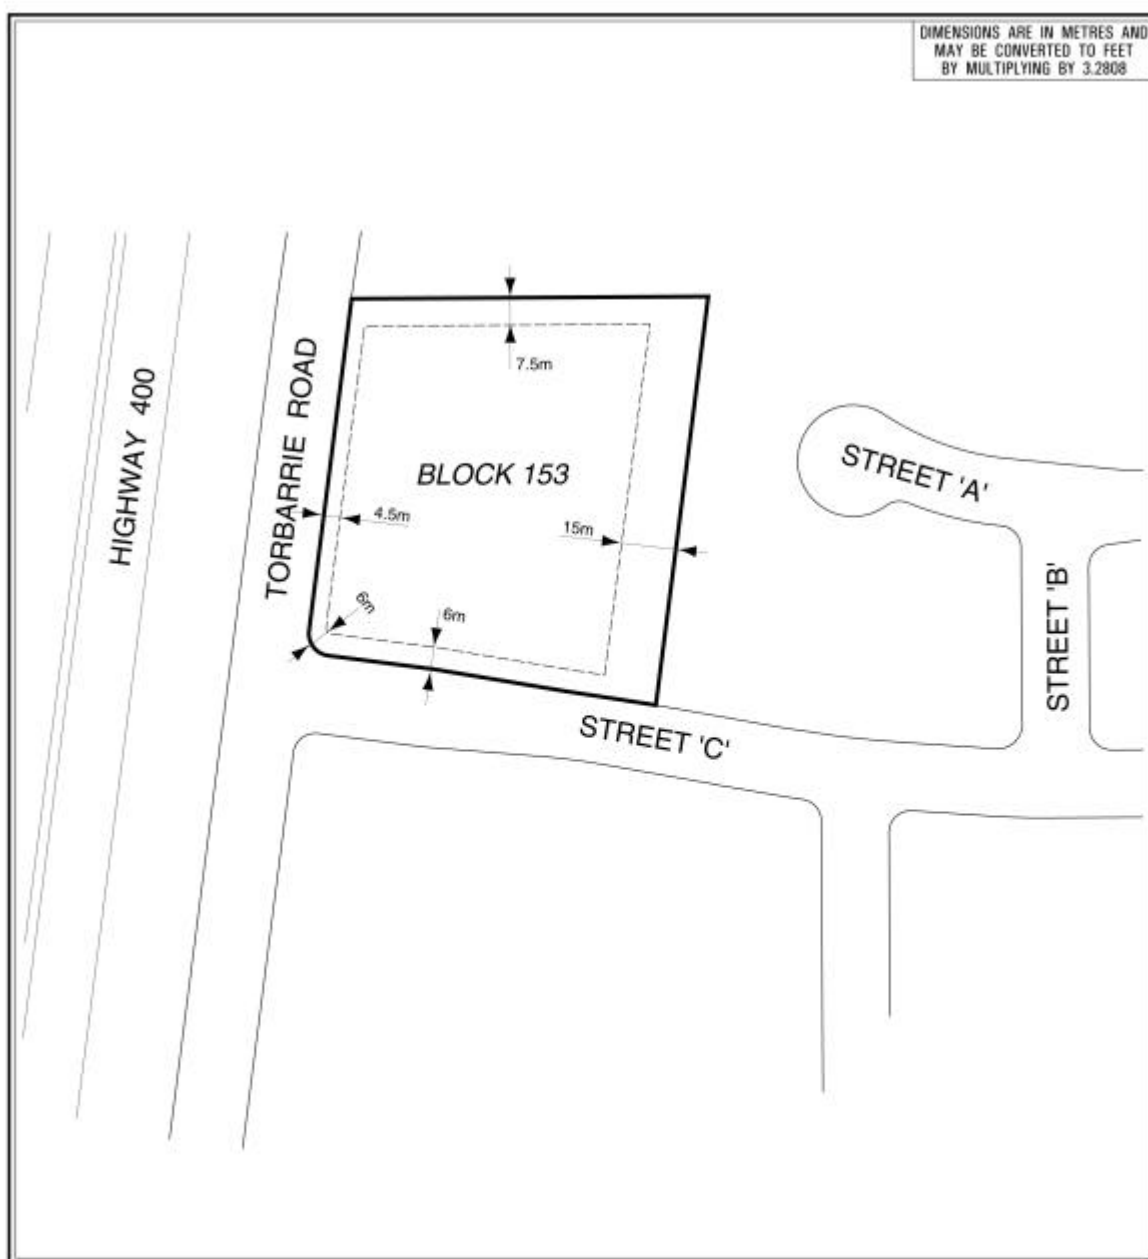 DIMENSIONS ARE IN METRES AND
MAY BE CONVERTED TO FEET
BY MULTIPLYING BY 3.2808
HIGHWAY 400
TORBARRIE ROAD
7.5m
BLOCK 153
4.5m
15m
6m
6m
STREET 'A'
STREET 'B'
STREET 'C'